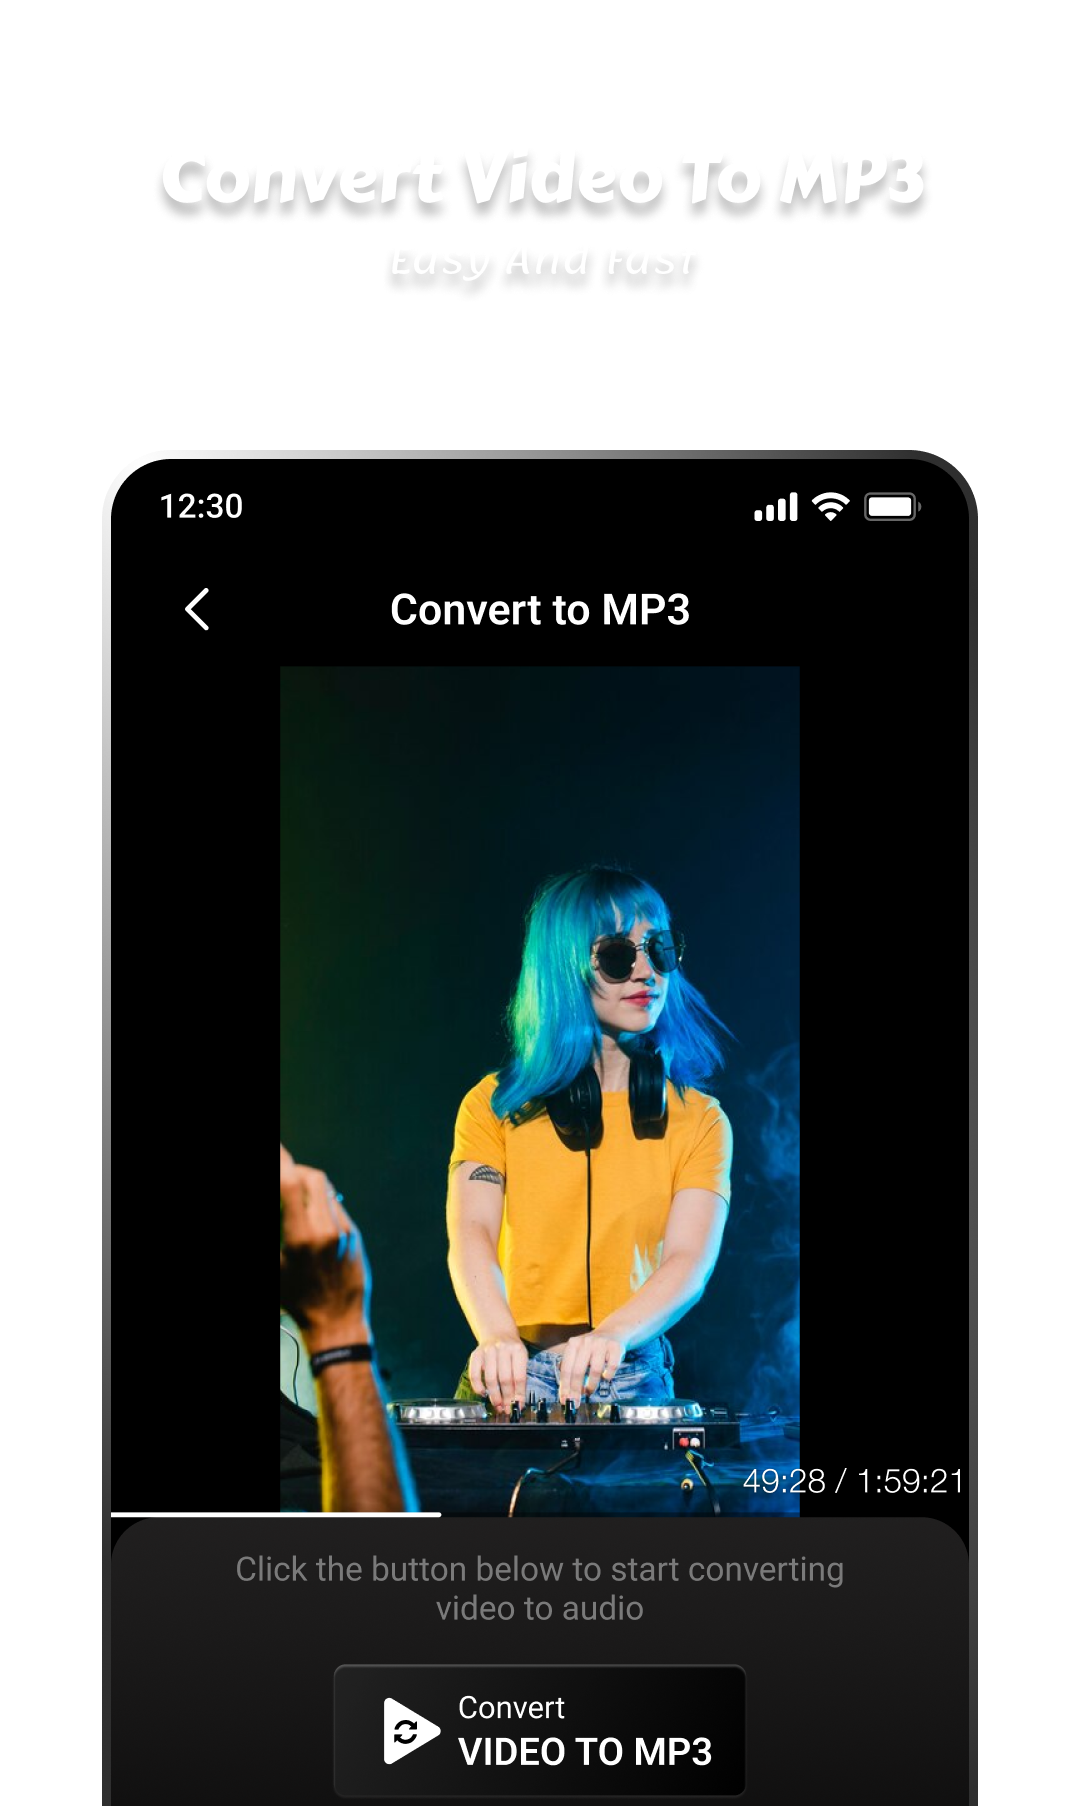 Convert Video To MP3
Easy And Fast
12:30
Convert to MP3
49:28 / 1:59:21
Click the button below to start converting
video to audio
Convert
VIDEO TO MP3